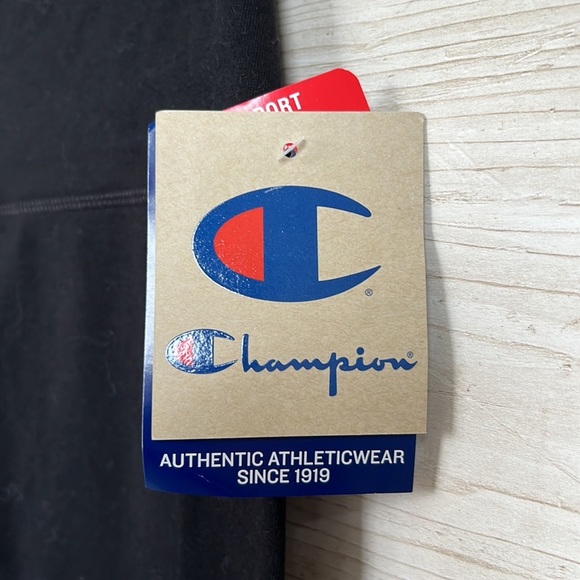 Champion®
AUTHENTIC ATHLETICWEAR
SINCE 1919